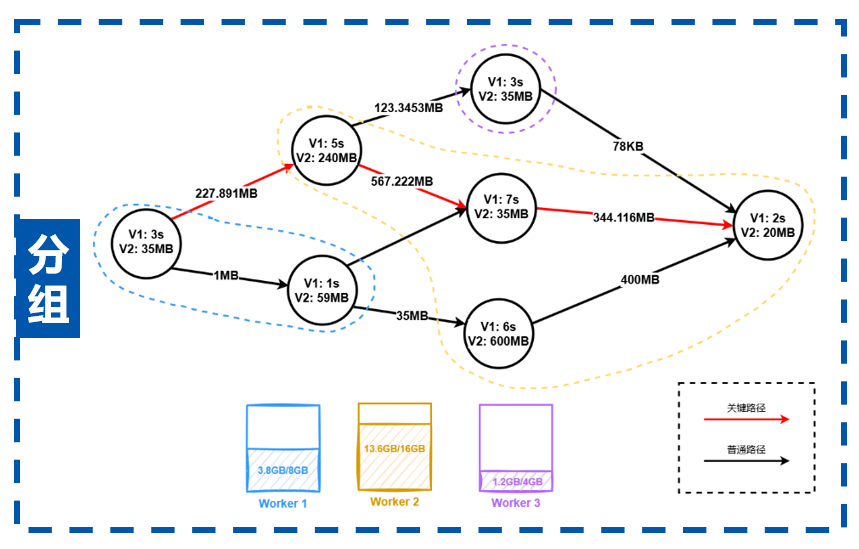 V1: 3s
V2: 35MB
123.3453MB
V1: 5s
V2: 240MB
78KB
227.891MB
567.222MB
V1: 7s
V2: 35MB
344.116MB
V1: 2s
V2: 20MB
V1: 3s
V2: 35MB
分
组
1MB
V1: 1s
V2: 59MB
35MB
400MB
V1: 6s
V2: 600MB
关键路径
普通路径
3.8GB/8GB
13.6GB/16GB
1.2GB/4GB
Worker 1
Worker 2
Worker 3